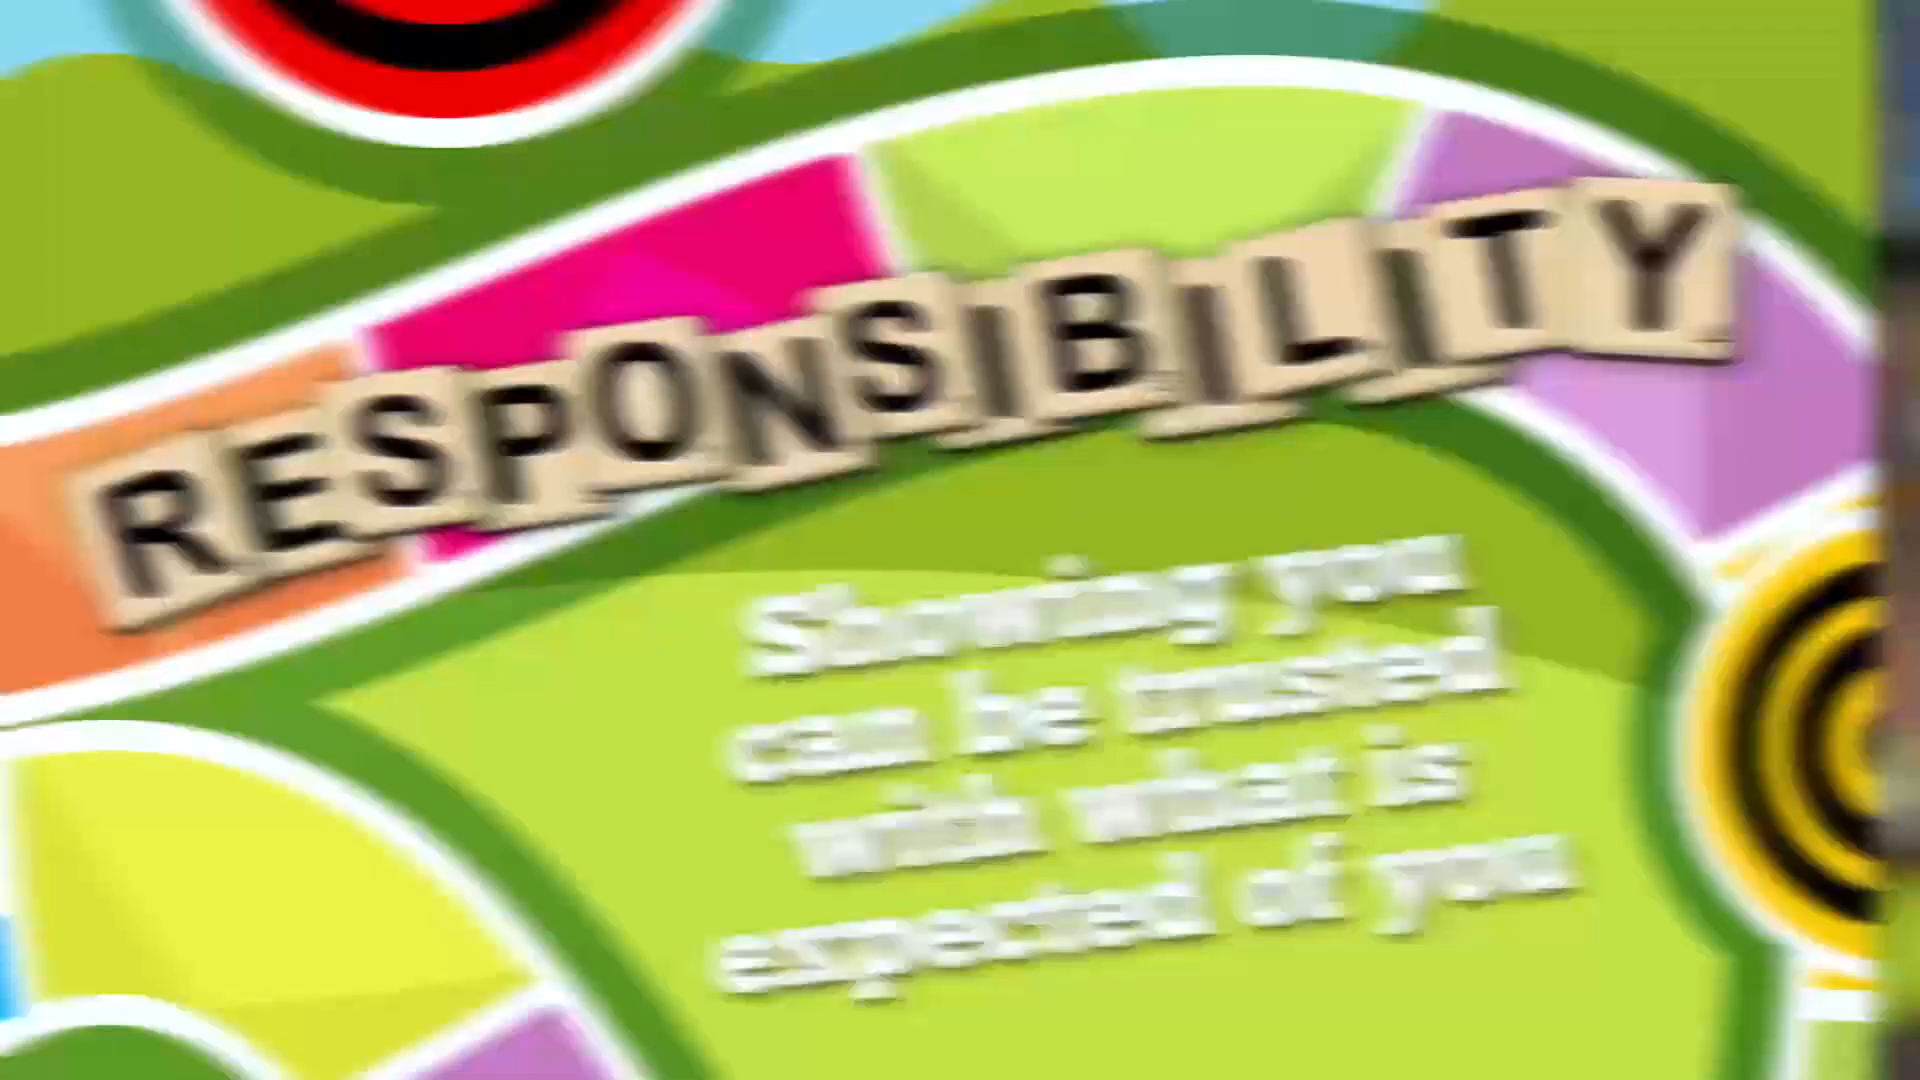 RESPONSIBILITY
Showing you
can be trusted
with what is
expected of you